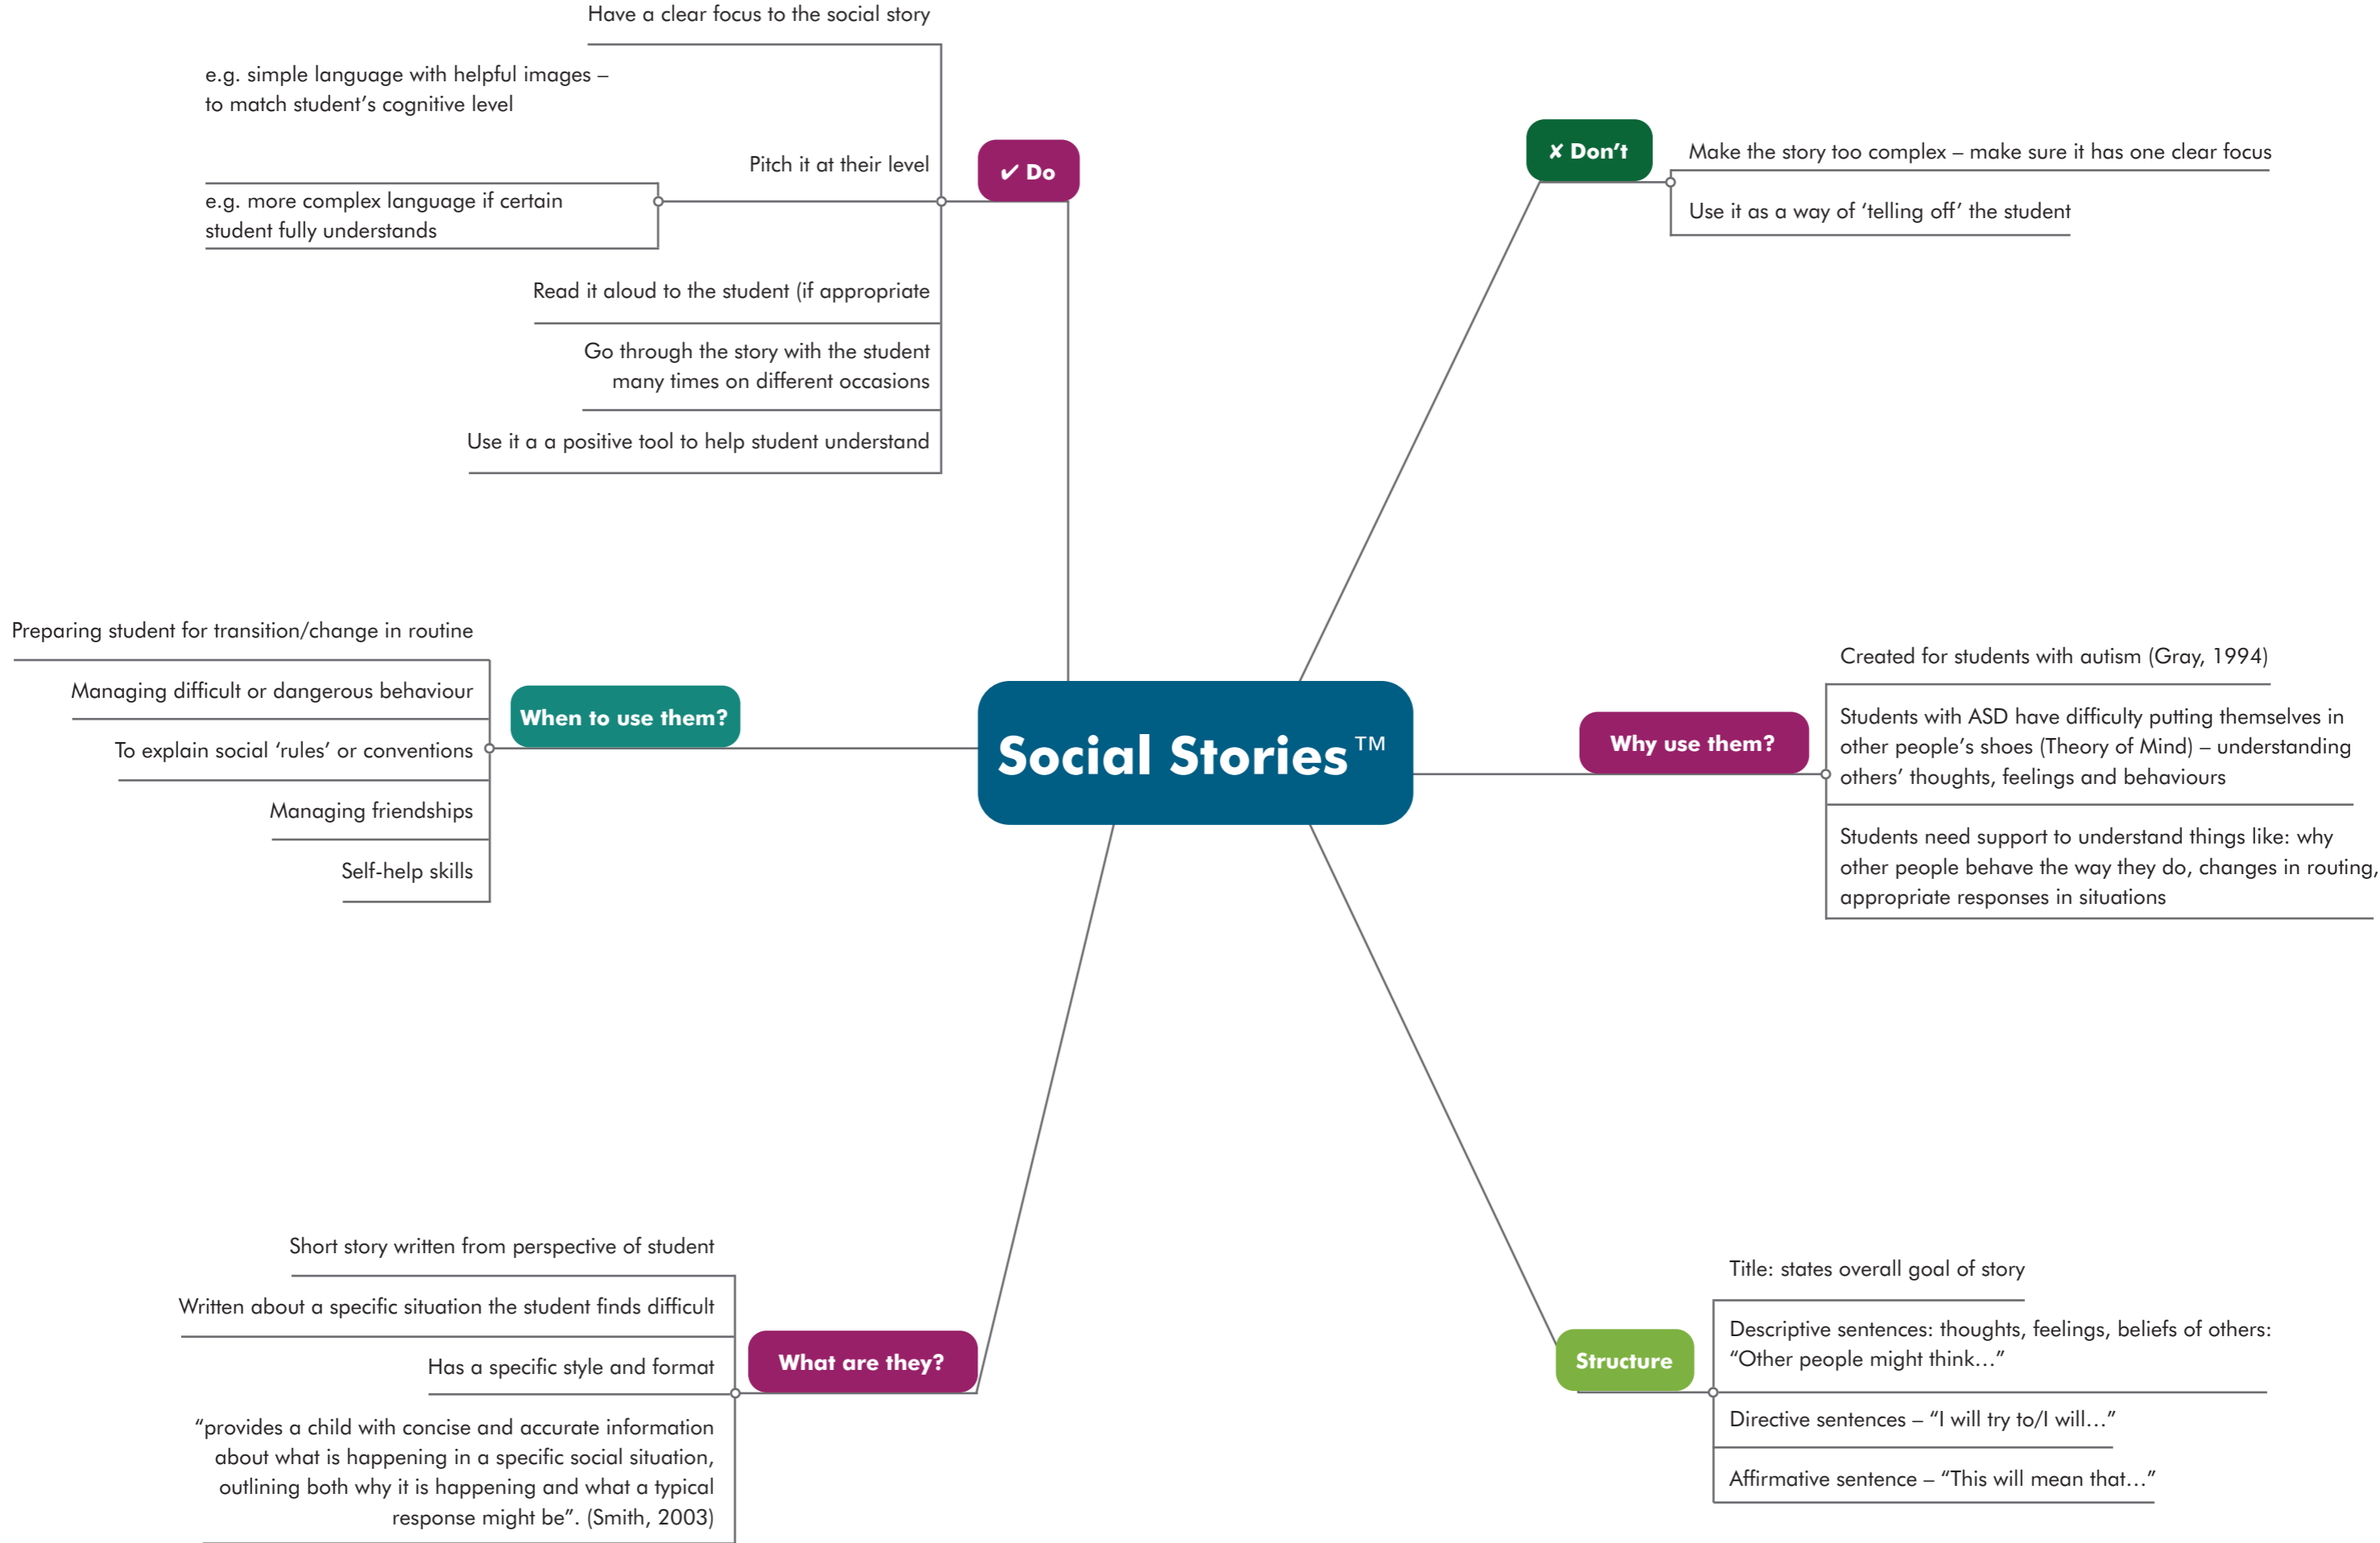 Have a clear focus to the social story
e.g. simple language with helpful images –
to match student’s cognitive level
Pitch it at their level
✔ Do
e.g. more complex language if certain
student fully understands
Read it aloud to the student (if appropriate
Go through the story with the student
many times on different occasions
Use it a a positive tool to help student understand
✘ Don’t
Make the story too complex – make sure it has one clear focus
Use it as a way of ‘telling off’ the student
Preparing student for transition/change in routine
Managing difficult or dangerous behaviour
To explain social ‘rules’ or conventions
Managing friendships
Self-help skills
When to use them?
Social Stories™
Why use them?
Created for students with autism (Gray, 1994)
Students with ASD have difficulty putting themselves in
other people’s shoes (Theory of Mind) – understanding
others’ thoughts, feelings and behaviours
Students need support to understand things like: why
other people behave the way they do, changes in routing,
appropriate responses in situations
Short story written from perspective of student
Written about a specific situation the student finds difficult
Has a specific style and format
“provides a child with concise and accurate information
about what is happening in a specific social situation,
outlining both why it is happening and what a typical
response might be”. (Smith, 2003)
What are they?
Structure
Title: states overall goal of story
Descriptive sentences: thoughts, feelings, beliefs of others:
“Other people might think…”
Directive sentences – “I will try to/I will…”
Affirmative sentence – “This will mean that…”